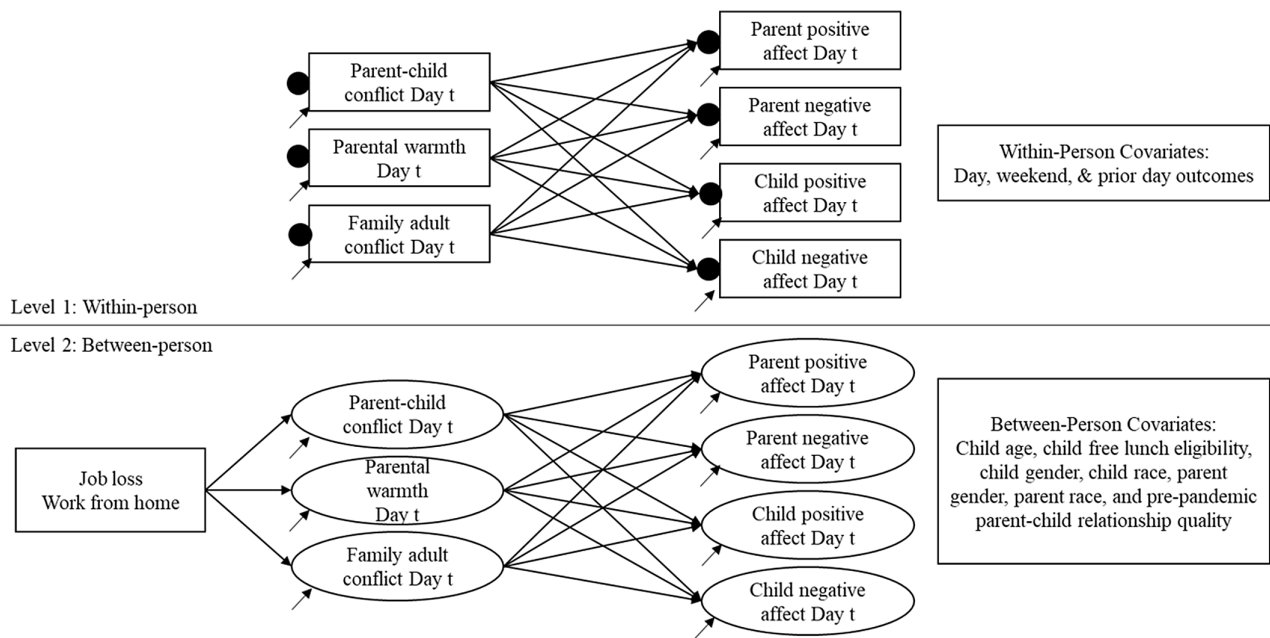 Parent-child
conflict Day t
Parental warmth
Day t
Family adult
conflict Day t
Parent positive
affect Day t
Parent negative
affect Day t
Child positive
affect Day t
Child negative
affect Day t
Within-Person Covariates:
Day, weekend, & prior day outcomes
Level 1: Within-person
Level 2: Between-person
Job loss
Work from home
Parent-child
conflict Day t
Parental
warmth
Day t
Family adult
conflict Day t
Parent positive
affect Day t
Parent negative
affect Day t
Child positive
affect Day t
Child negative
affect Day t
Between-Person Covariates:
Child age, child free lunch eligibility,
child gender, child race, parent
gender, parent race, and pre-pandemic
parent-child relationship quality